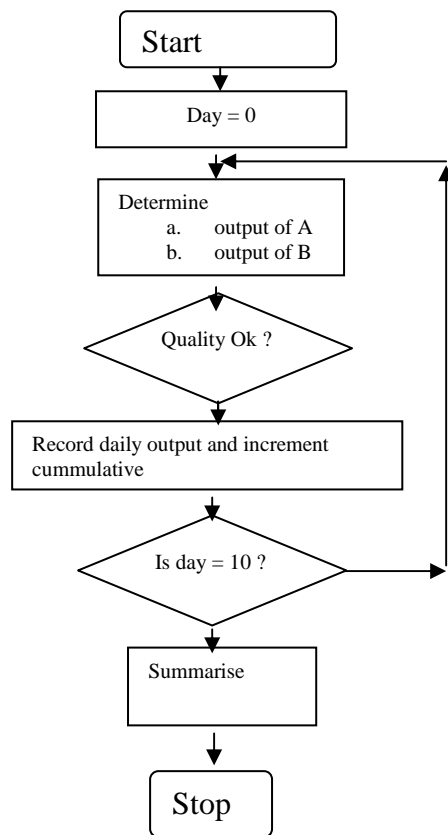 Start
Day = 0
Determine
a. output of A
b. output of B
Quality Ok ?
Record daily output and increment
cummulative
Is day = 10 ?
Summarise
Stop